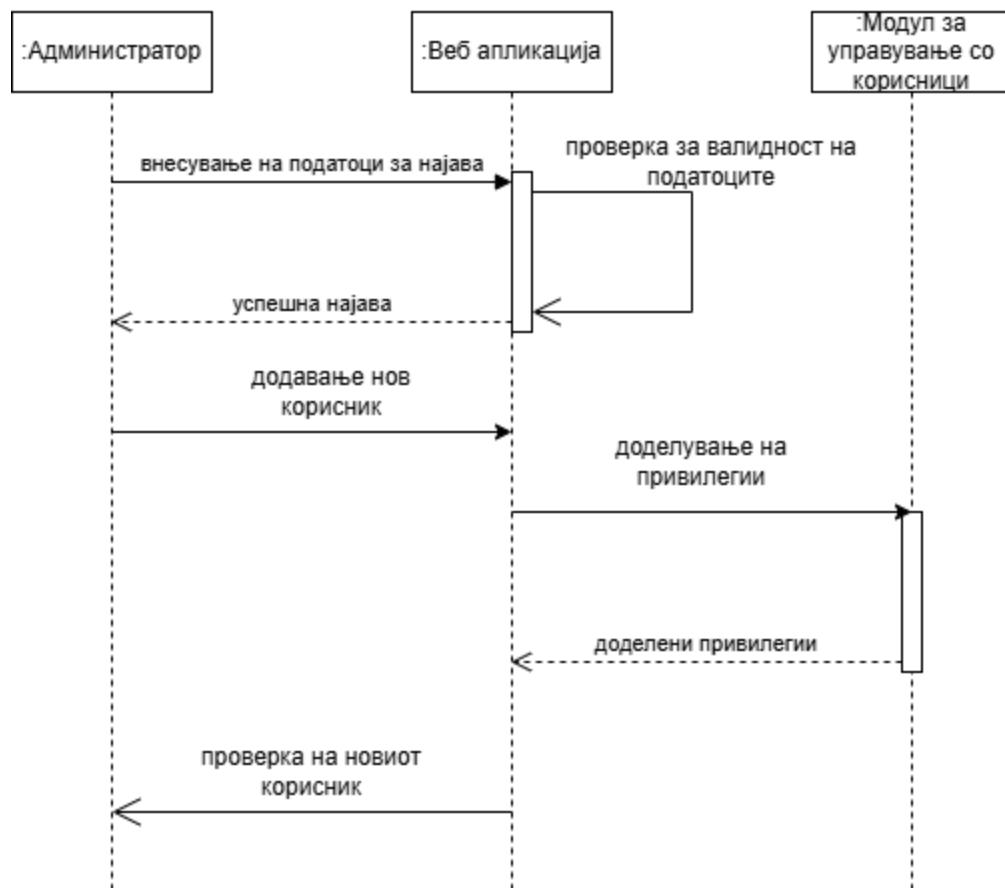 :Администратор
:Веб апликација
:Модул за
управување со
корисници
внесување на податоци за најава
проверка за валидност на
податоците
успешна најава
додавање нов
корисник
доделување на
привилегии
доделени привилегии
проверка на новиот
корисник